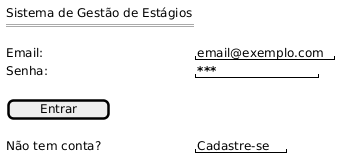 Sistema de Gestão de Estágios
Email: email@exemplo.com
Senha: ***
Entrar
Não tem conta? Cadastre-se